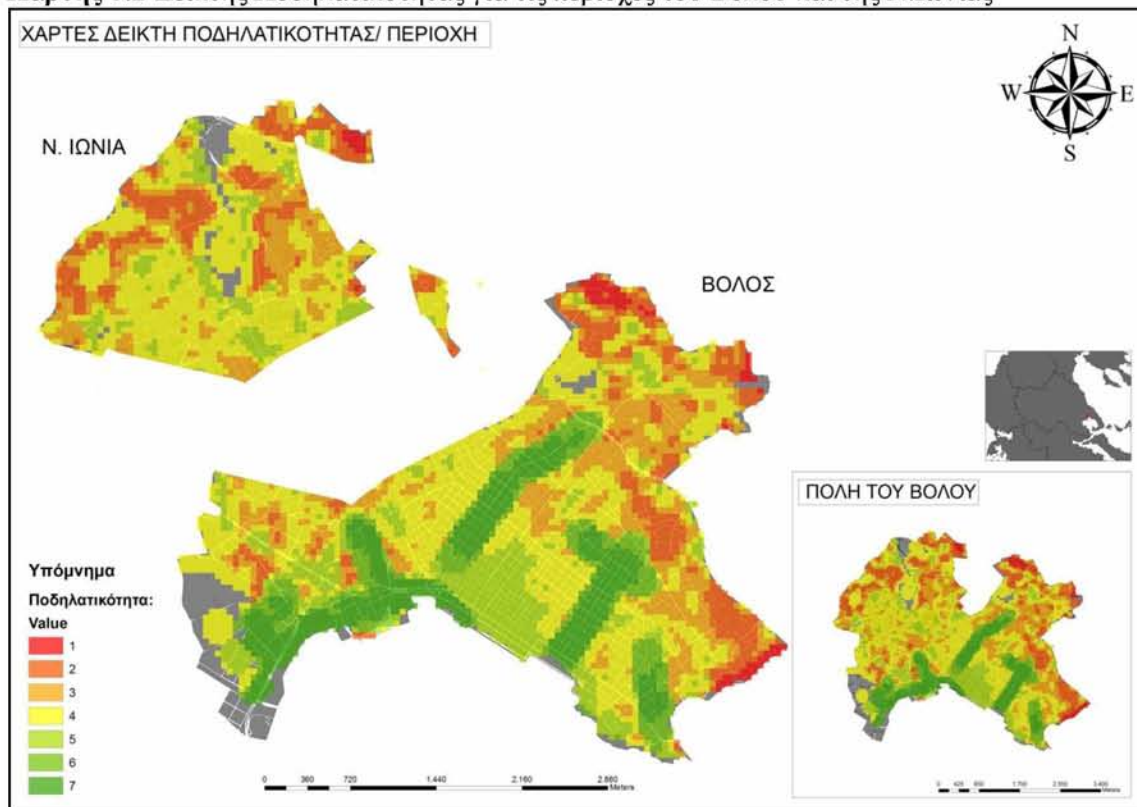 ΧΑΡΤΕΣ ΔΕΙΚΤΗ ΠΟΔΗΛΑΤΙΚΟΤΗΤΑΣ/ ΠΕΡΙΟΧΗ
N
W E
S
Ν. ΙΩΝΙΑ
ΒΟΛΟΣ
ΠΟΛΗ ΤΟΥ ΒΟΛΟΥ
Υπόμνημα
Ποδηλατικότητα:
Value
1
2
3
4
5
6
7
0 360 720 1.440 2.160 2.880
Meters